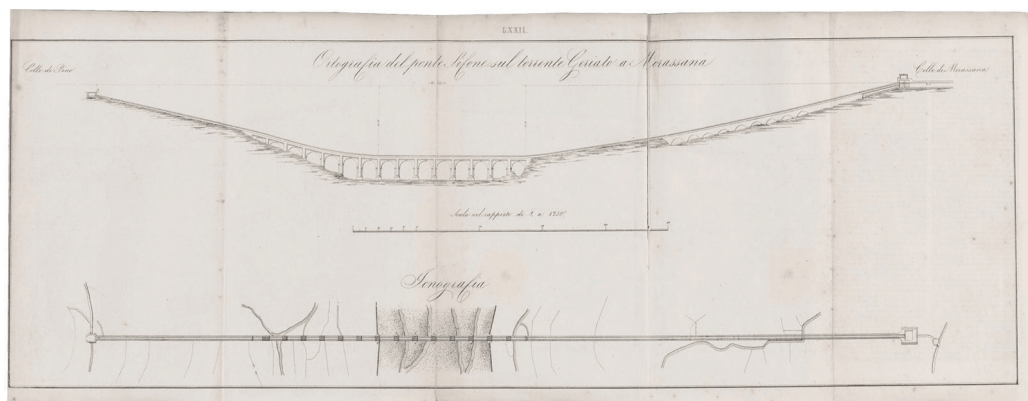 LXXII.
Ortografia del ponte Sifone sul torrente Geriato a Morassana
Colle di Pino
Colle di Morassana
Scala nel rapporto di 1 a 1250
Jonografia